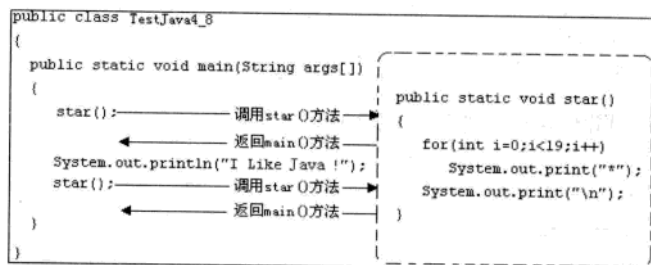 public class TestJava4_8
{
public static void main(String args[])
{
star(); 调用star()方法
返回main()方法
System.out.println("I Like Java !");
star(); 调用star()方法
返回main()方法
}
}
public static void star()
{
for(int i=0;i<19;i++)
System.out.print("*");
System.out.print("\n");
}